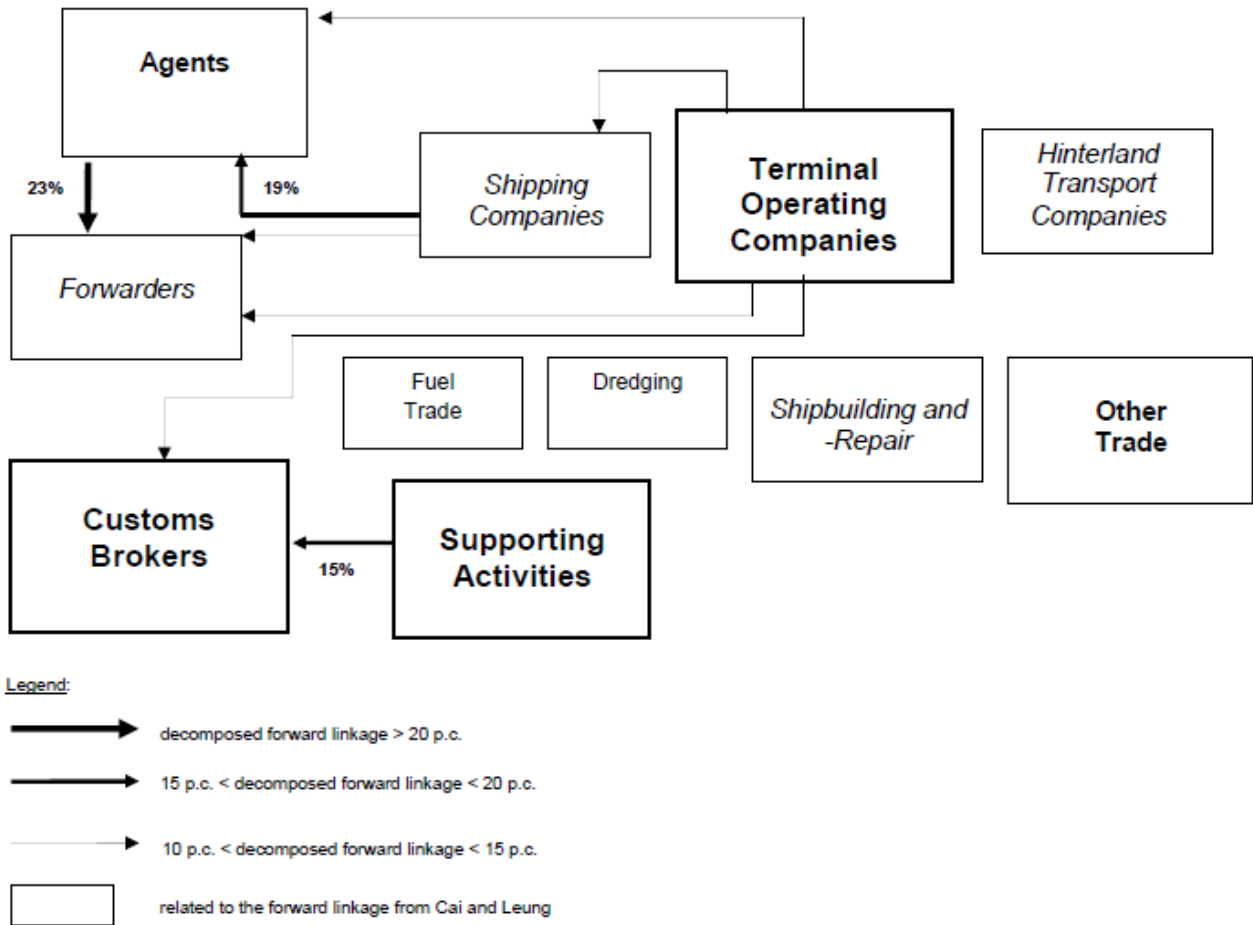 Agents
23%
19%
Shipping
Companies
Terminal
Operating
Companies
Hinterland
Transport
Companies
Forwarders
Fuel
Trade
Dredging
Shipbuilding and
-Repair
Other
Trade
Customs
Brokers
15%
Supporting
Activities
Legend:
decomposed forward linkage > 20 p.c.
15 p.c. < decomposed forward linkage < 20 p.c.
10 p.c. < decomposed forward linkage < 15 p.c.
related to the forward linkage from Cai and Leung